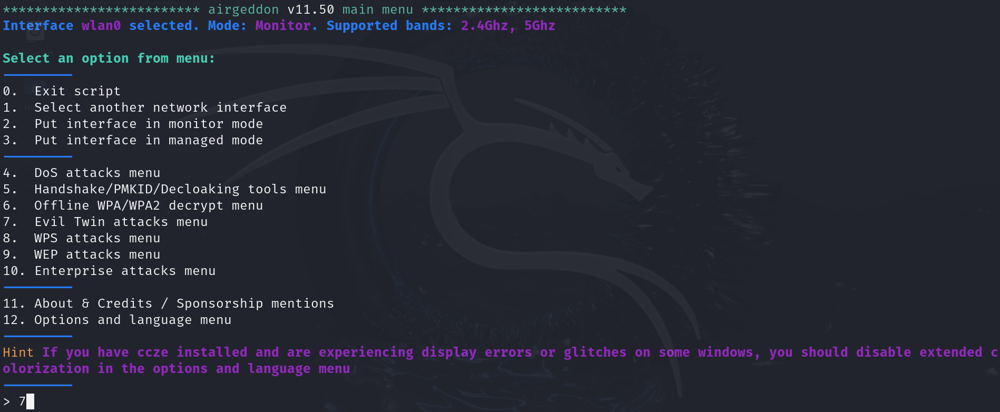 ************************* airgeddon v11.50 main menu **************************
Interface wlan0 selected. Mode: Monitor. Supported bands: 2.4Ghz, 5Ghz
Select an option from menu:
---------
0.  Exit script
1.  Select another network interface
2.  Put interface in monitor mode
3.  Put interface in managed mode
---------
4.  DoS attacks menu
5.  Handshake/PMKID/Decloaking tools menu
6.  Offline WPA/WPA2 decrypt menu
7.  Evil Twin attacks menu
8.  WPS attacks menu
9.  WEP attacks menu
10. Enterprise attacks menu
---------
11. About & Credits / Sponsorship mentions
12. Options and language menu
---------
Hint If you have ccze installed and are experiencing display errors or glitches on some windows, you should disable extended c
olorization in the options and language menu
---------
> 7